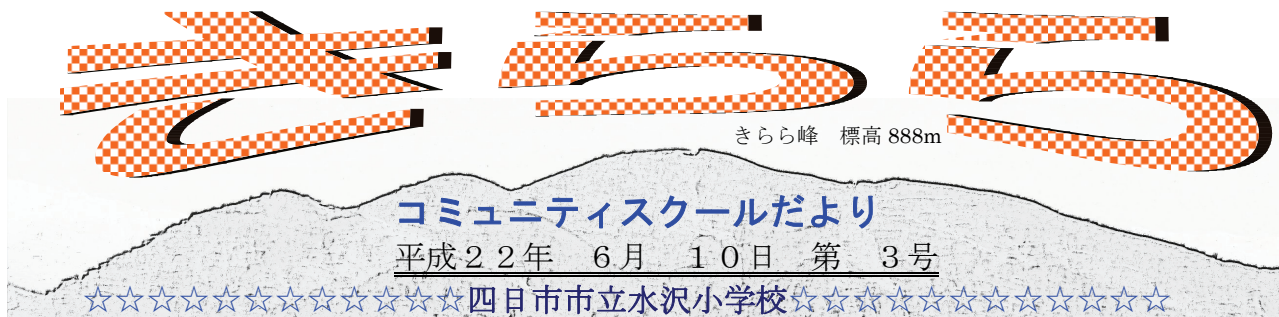 きらら
きらら峰　標高 888m
コミュニティスクールだより
平成２２年　６月　１０日　第　３号
☆☆☆☆☆☆☆☆☆☆☆☆四日市市立水沢小学校☆☆☆☆☆☆☆☆☆☆☆☆